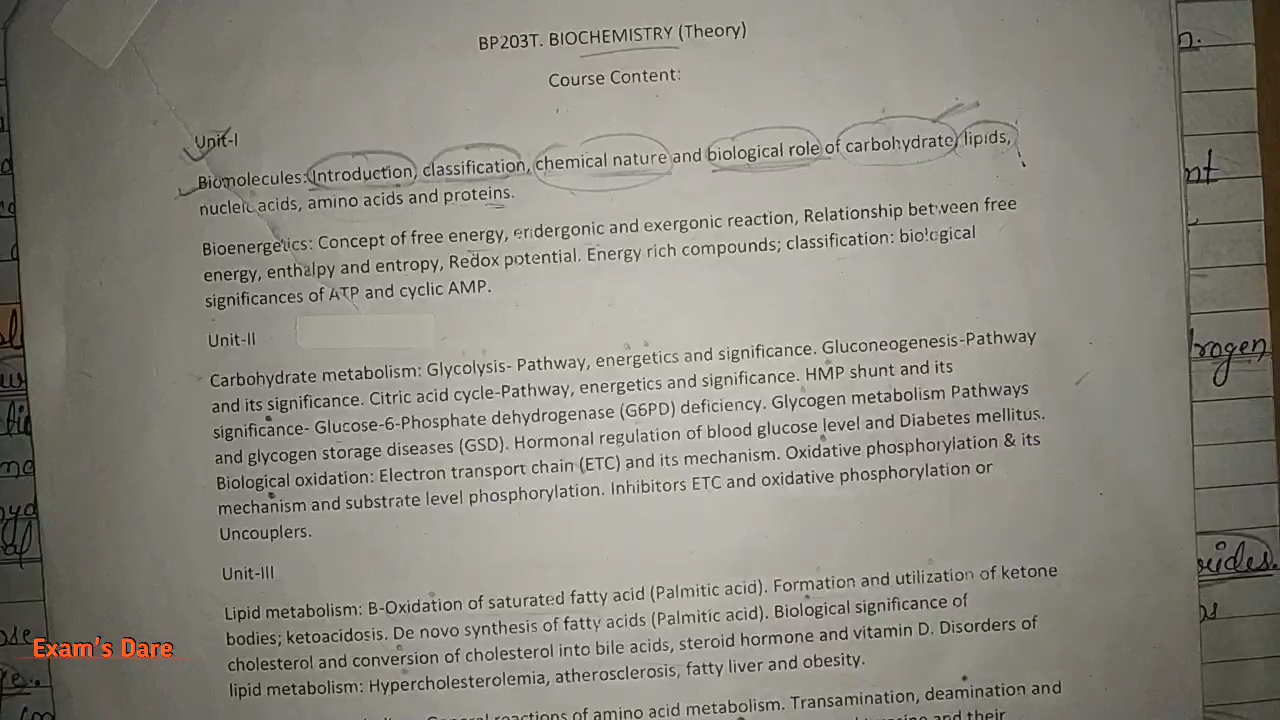 BP203T. BIOCHEMISTRY (Theory)
Course Content:
Unit-I
Biomolecules: Introduction, classification, chemical nature and biological role of carbohydrate, lipids,
nucleic acids, amino acids and proteins.
Bioenergetics: Concept of free energy, endergonic and exergonic reaction, Relationship between free
energy, enthalpy and entropy, Redox potential. Energy rich compounds; classification: biological
significances of ATP and cyclic AMP.
Unit-II
Carbohydrate metabolism: Glycolysis- Pathway, energetics and significance. Gluconeogenesis-Pathway
and its significance. Citric acid cycle-Pathway, energetics and significance. HMP shunt and its
significance- Glucose-6-Phosphate dehydrogenase (G6PD) deficiency. Glycogen metabolism Pathways
and glycogen storage diseases (GSD). Hormonal regulation of blood glucose level and Diabetes mellitus.
Biological oxidation: Electron transport chain (ETC) and its mechanism. Oxidative phosphorylation & its
mechanism and substrate level phosphorylation. Inhibitors ETC and oxidative phosphorylation or
Uncouplers.
Unit-III
Lipid metabolism: B-Oxidation of saturated fatty acid (Palmitic acid). Formation and utilization of ketone
bodies; ketoacidosis. De novo synthesis of fatty acids (Palmitic acid). Biological significance of
cholesterol and conversion of cholesterol into bile acids, steroid hormone and vitamin D. Disorders of
lipid metabolism: Hypercholesterolemia, atherosclerosis, fatty liver and obesity.
reactions of amino acid metabolism. Transamination, deamination and
and their
rogen
Exam's Dare